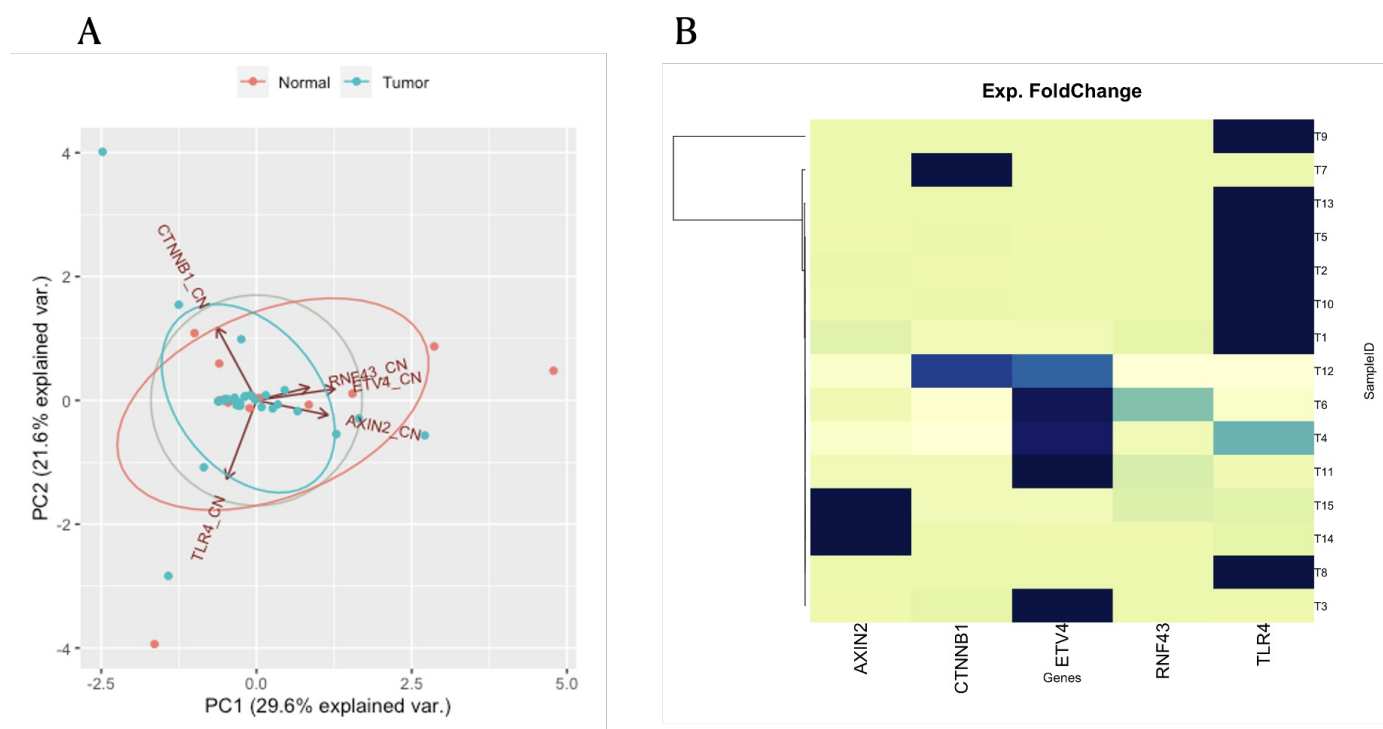 A
Normal Tumor
4
2
0
-2
-4
-2.5 0.0 2.5 5.0
PC1 (29.6% explained var.)
PC2 (21.6% explained var.)
CTNNB1_CN
RNF43_CN
ETV4_CN
AXIN2_CN
TLR4_CN
B
Exp. FoldChange
T9
T7
T13
T5
T2
T10
T1
T12
T6
T4
T11
T15
T14
T8
T3
SampleID
AXIN2 CTNNB1 ETV4 RNF43 TLR4
Genes